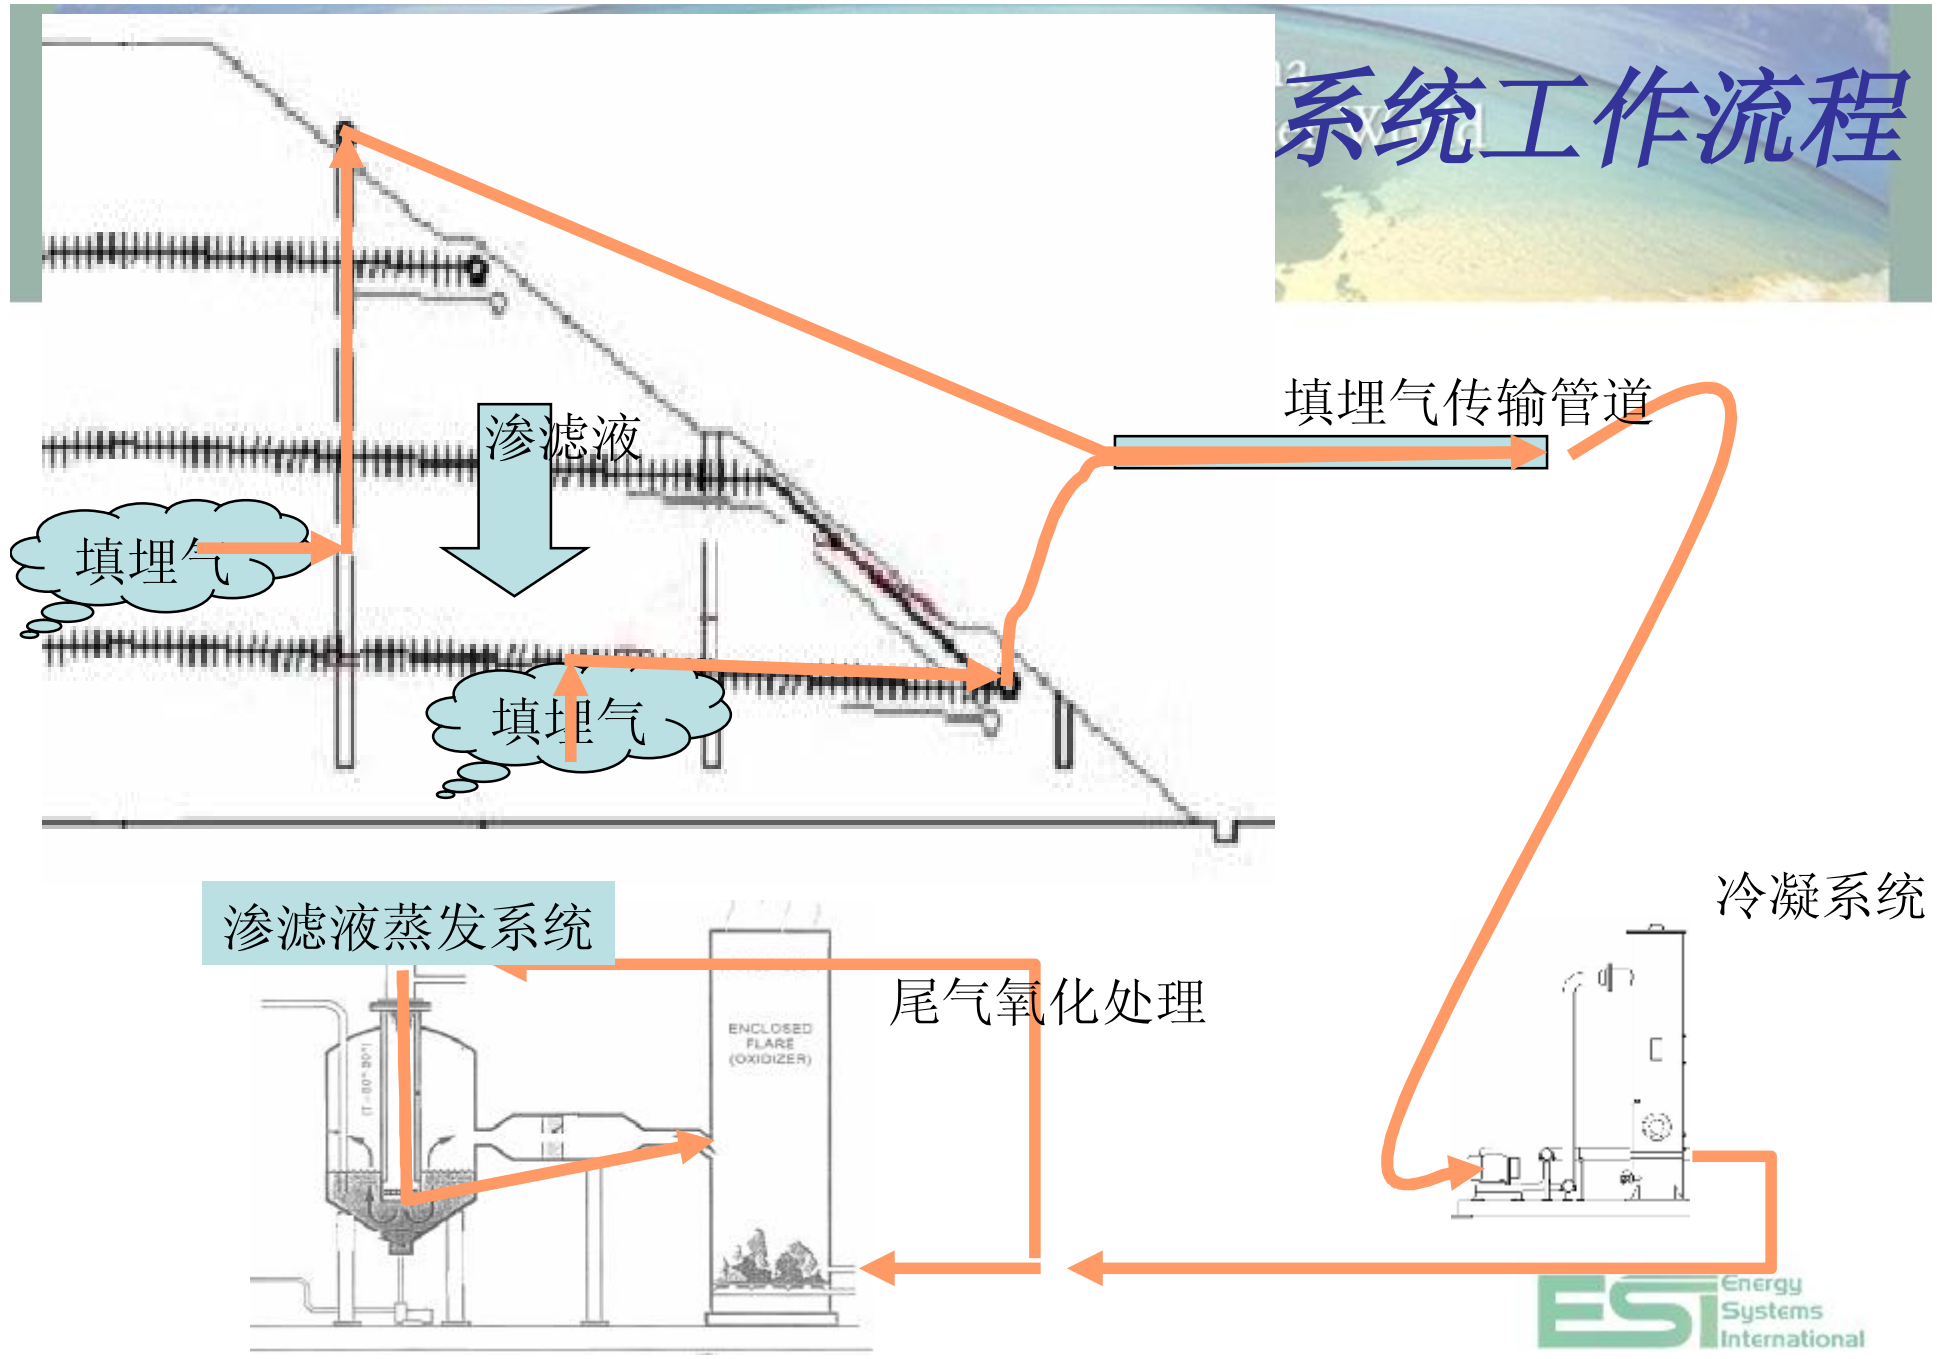 系统工作流程
填埋气传输管道
渗滤液
填埋气
填埋气
冷凝系统
渗滤液蒸发系统
尾气氧化处理
ENCLOSED
FLARE
(OXIDIZER)
ESI
Energy
Systems
International